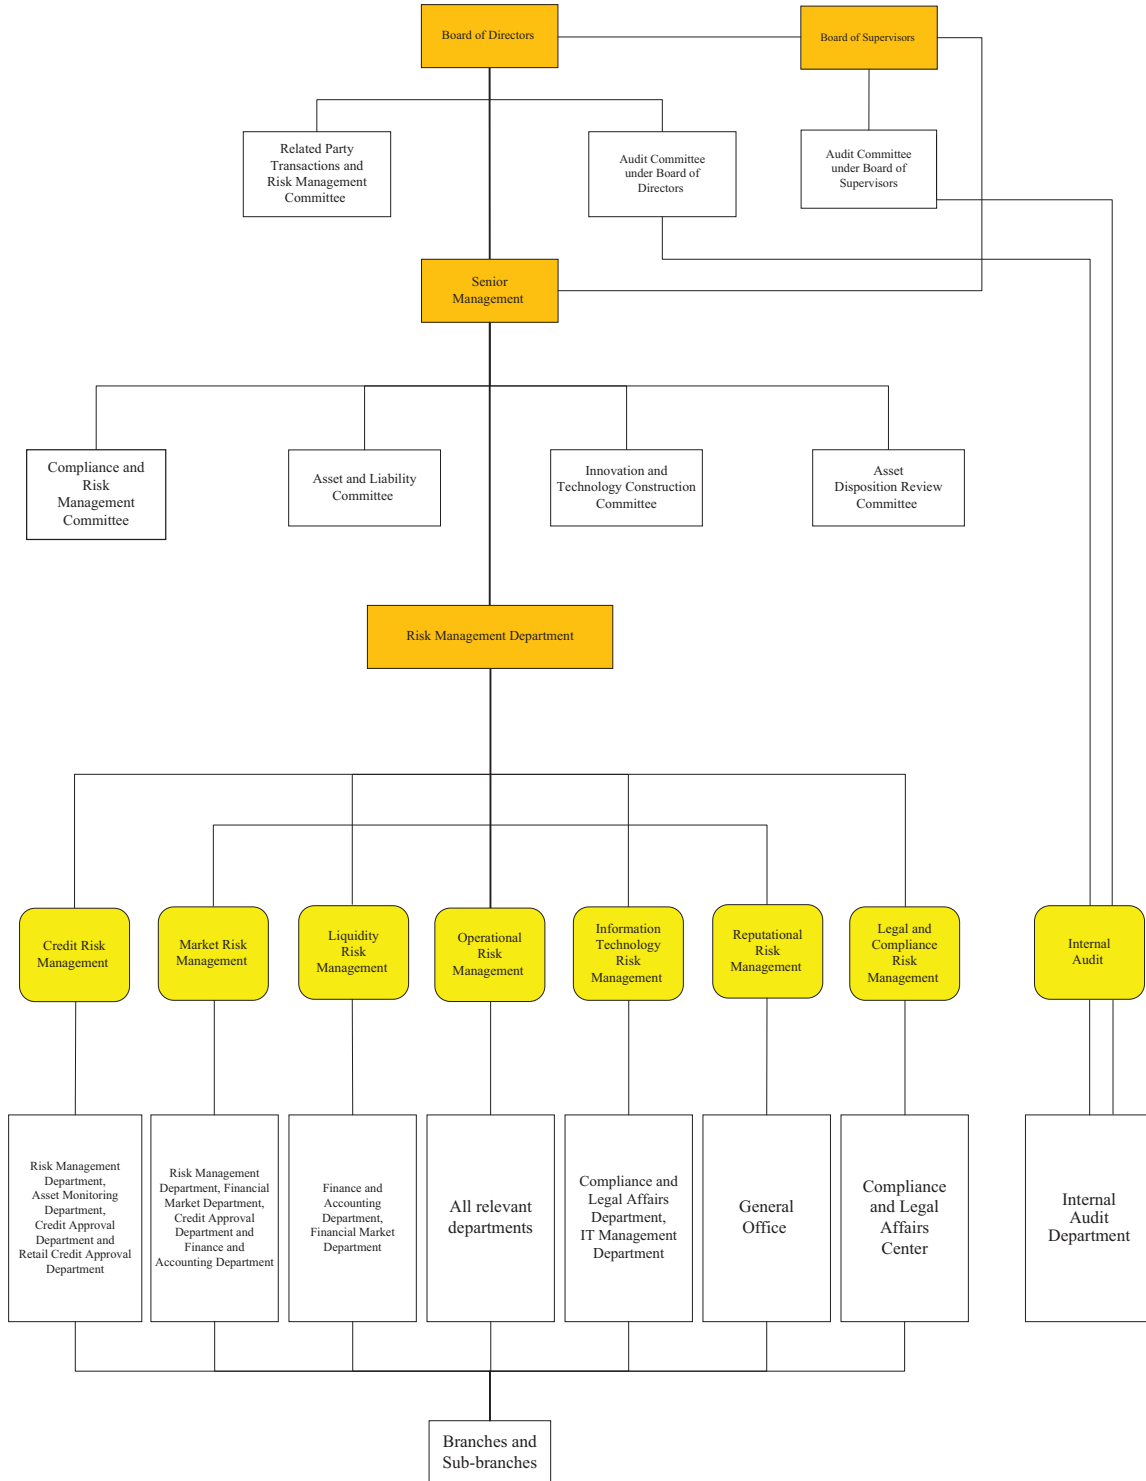 Board of Directors
Board of Supervisors
Related Party
Transactions and
Risk Management
Committee
Audit Committee
under Board of
Directors
Audit Committee
under Board of
Supervisors
Senior
Management
Compliance and
Risk
Management
Committee
Asset and Liability
Committee
Innovation and
Technology Construction
Committee
Asset
Disposition Review
Committee
Risk Management Department
Credit Risk
Management
Market Risk
Management
Liquidity
Risk
Management
Operational
Risk
Management
Information
Technology
Risk
Management
Reputational
Risk
Management
Legal and
Compliance
Risk
Management
Internal
Audit
Risk Management
Department,
Asset Monitoring
Department,
Credit Approval
Department and
Retail Credit Approval
Department
Risk Management
Department, Financial
Market Department,
Credit Approval
Department and
Finance and
Accounting Department
Finance and
Accounting
Department,
Financial Market
Department
All relevant
departments
Compliance and
Legal Affairs
Department,
IT Management
Department
General
Office
Compliance
and Legal
Affairs
Center
Internal
Audit
Department
Branches and
Sub-branches